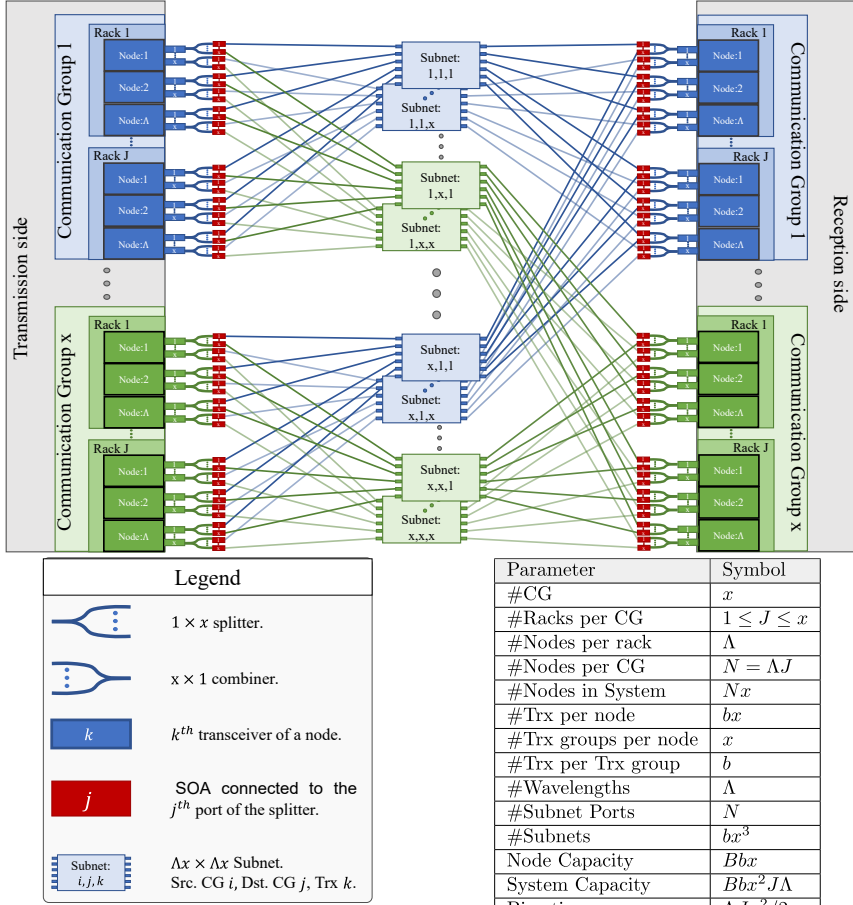 Transmission side
Communication Group 1
Rack 1
Node:1
Node:2
Node:Λ
Rack J
Node:1
Node:2
Node:Λ
Communication Group x
Rack 1
Node:1
Node:2
Node:Λ
Rack J
Node:1
Node:2
Node:Λ
Subnet:
1,1,1
Subnet:
1,1,x
Subnet:
1,x,1
Subnet:
1,x,x
Subnet:
x,1,1
Subnet:
x,1,x
Subnet:
x,x,1
Subnet:
x,x,x
Rack 1
Node:1
Node:2
Node:Λ
Rack J
Node:1
Node:2
Node:Λ
Communication Group 1
Rack 1
Node:1
Node:2
Node:Λ
Rack J
Node:1
Node:2
Node:Λ
Communication Group x
Reception side
Legend
1 × x splitter.
x × 1 combiner.
k
kth transceiver of a node.
j
SOA connected to the
jth port of the splitter.
Subnet:
i,j,k
Λx × Λx Subnet.
Src. CG i, Dst. CG j, Trx k.
Parameter Symbol
#CG x
#Racks per CG 1 ≤ J ≤ x
#Nodes per rack Λ
#Nodes per CG N = ΛJ
#Nodes in System Nx
#Trx per node bx
#Trx groups per node x
#Trx per Trx group b
#Wavelengths Λ
#Subnet Ports N
#Subnets bx³
Node Capacity Bbx
System Capacity Bbx²JΛ